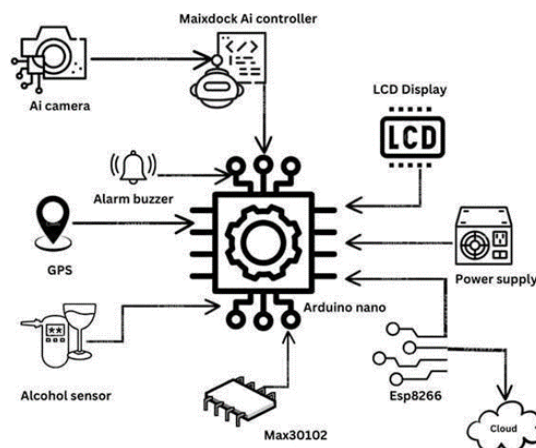 Maixdock Ai controller
Ai camera
LCD Display
LCD
Alarm buzzer
GPS
Power supply
Arduino nano
Alcohol sensor
**
Esp8266
Max30102
Cloud